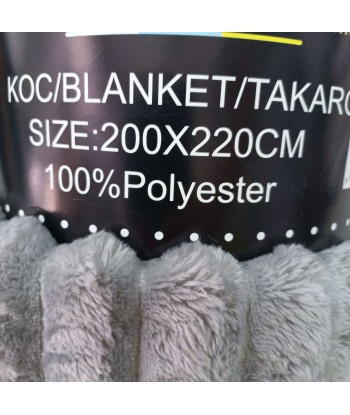 KOC/BLANKET/TAKARO
SIZE:200X220CM
100%Polyester